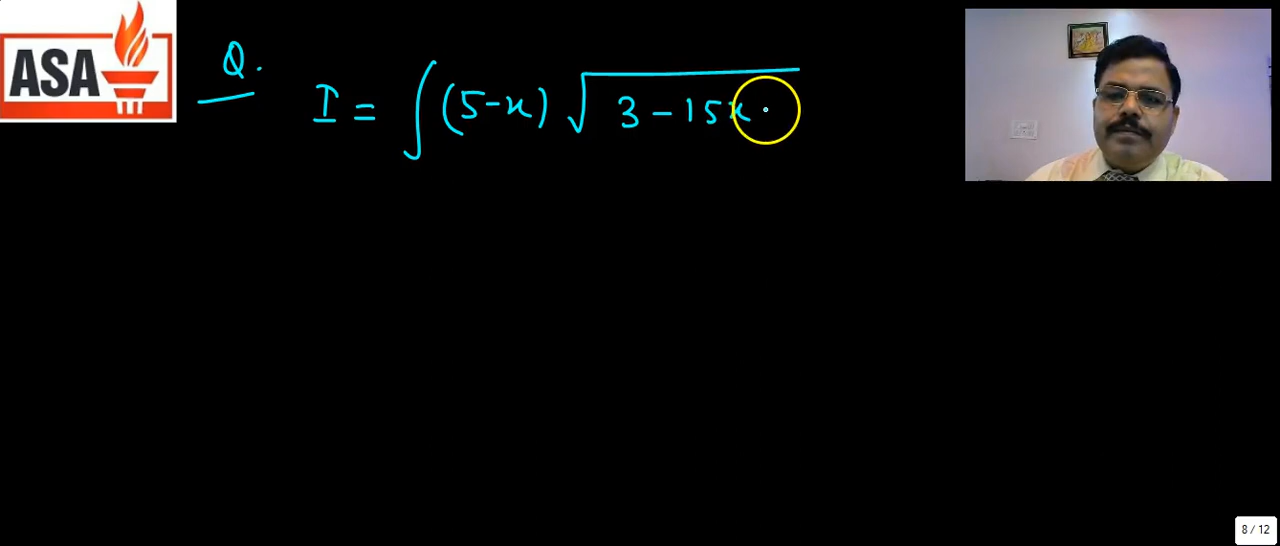 ASA
Q.
I = ∫ (5-x) √ 3 - 15x
8 / 12